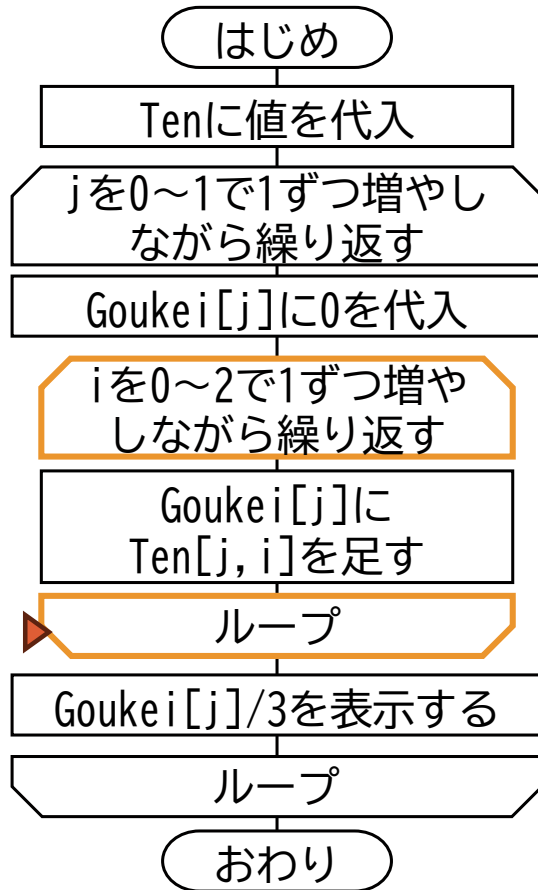 はじめ
Tenに値を代入
jを0～1で1ずつ増やし
ながら繰り返す
Goukei[j]に0を代入
iを0～2で1ずつ増や
しながら繰り返す
Goukei[j]に
Ten[j,i]を足す
ループ
Goukei[j]/3を表示する
ループ
おわり